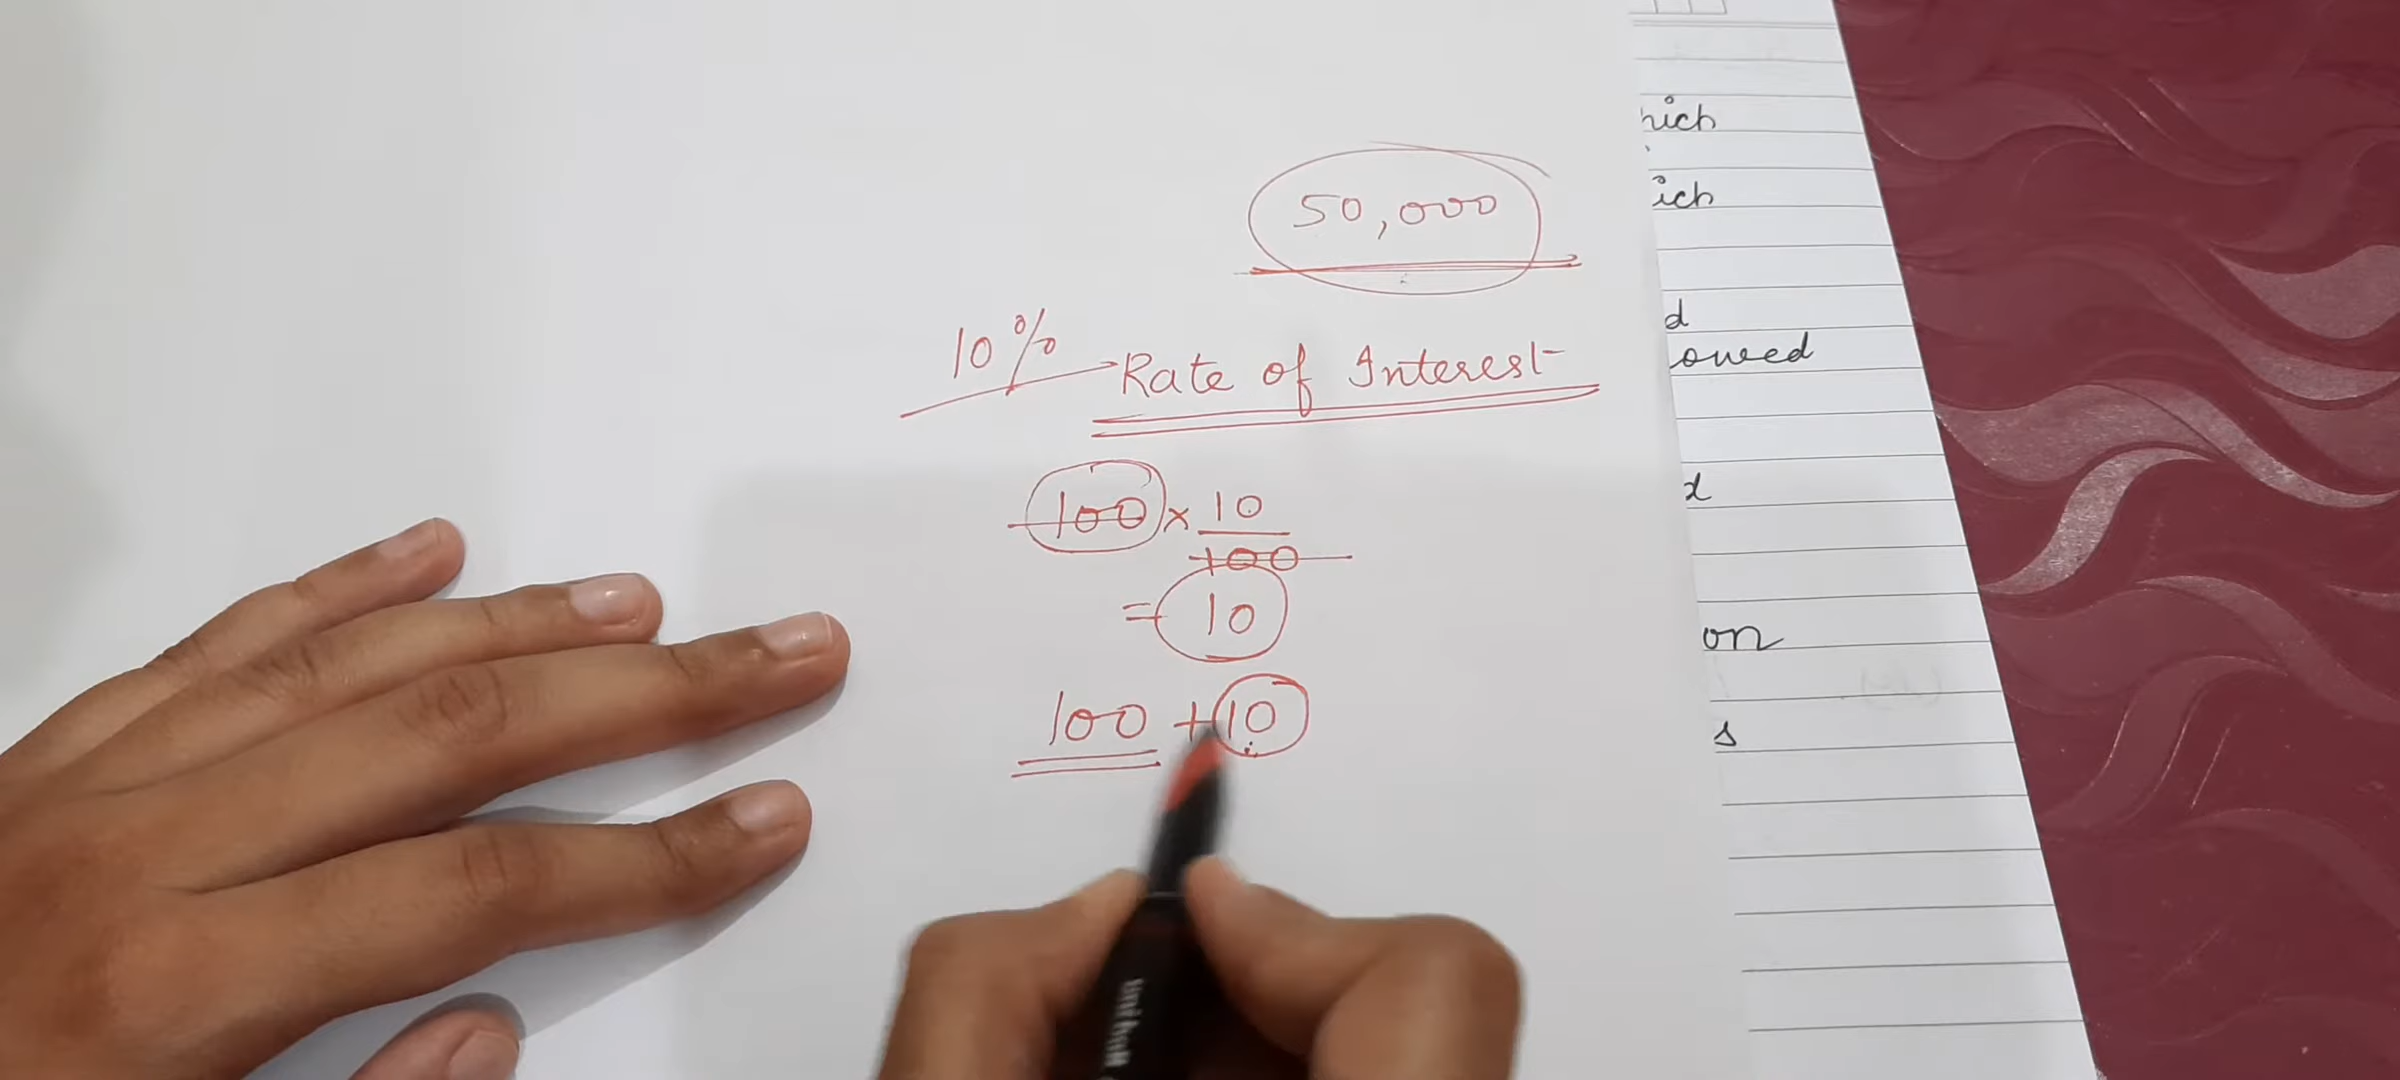 50,000
10% Rate of Interest
100 × 10
100
= 10
100 + 10
hich
ich
d
owed
d
on
s